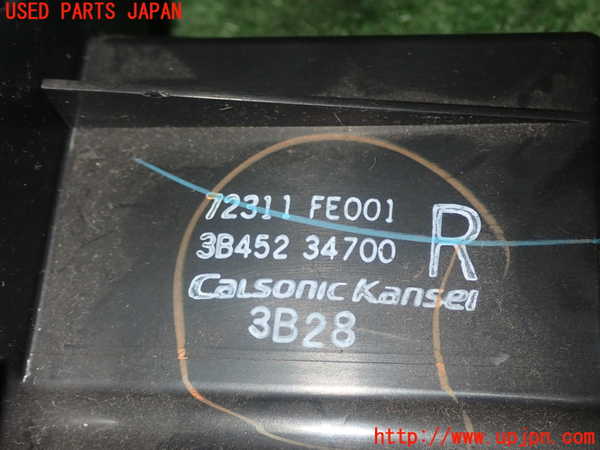 USED PARTS JAPAN
72311 FE001
3B452 34700
R
CALSONIC KANSEI
3B28
http://www.upjpn.com